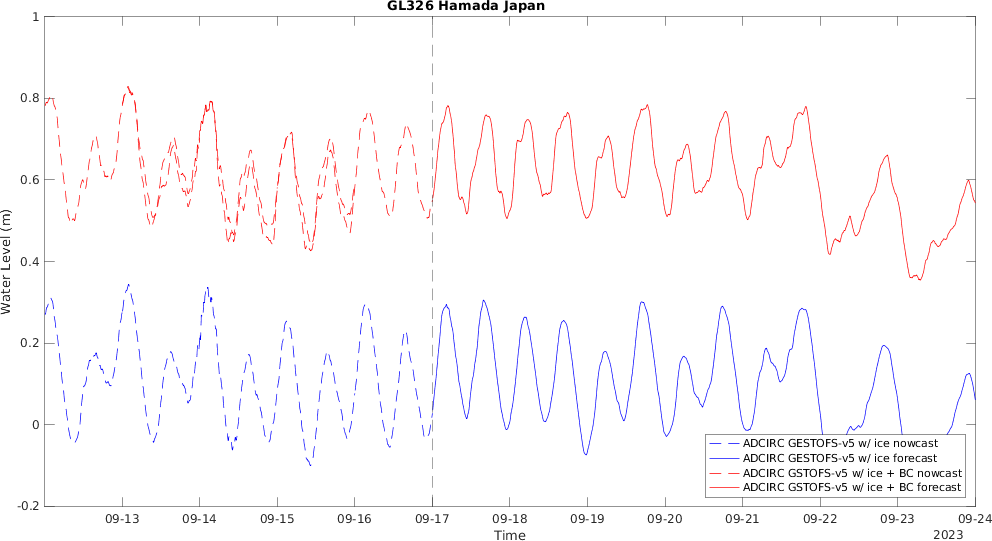 GL326 Hamada Japan
1
0.8
0.6
0.4
0.2
0
-0.2
Water Level (m)
ADCIRC GESTOFS-v5 w/ ice nowcast
ADCIRC GESTOFS-v5 w/ ice forecast
ADCIRC GSTOFS-v5 w/ ice + BC nowcast
ADCIRC GSTOFS-v5 w/ ice + BC forecast
09-13 09-14 09-15 09-16 09-17 09-18 09-19 09-20 09-21 09-22 09-23 09-24
Time
2023